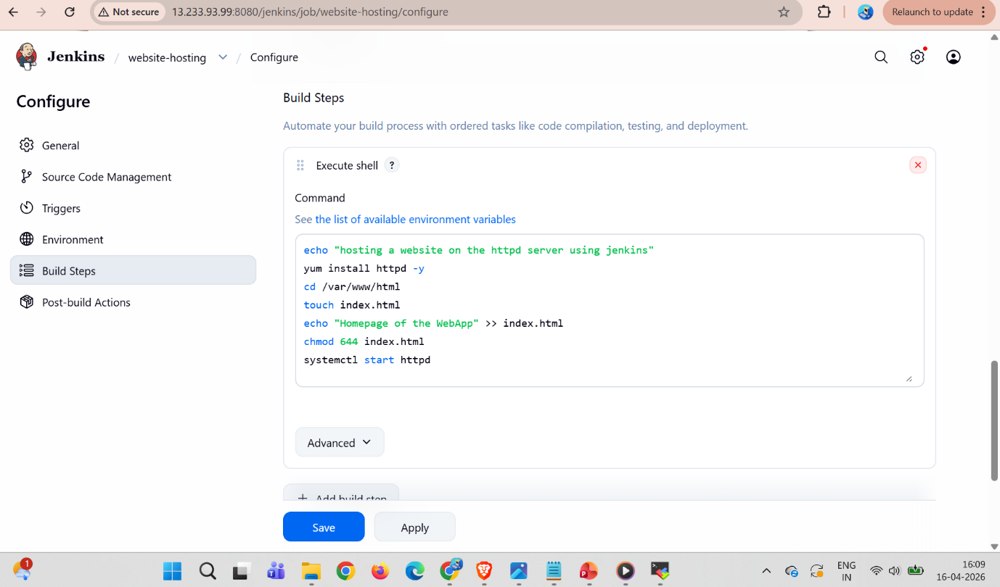 Not secure
13.233.93.99:8080/jenkins/job/website-hosting/configure
Relaunch to update
Jenkins / website-hosting / Configure
Configure
General
Source Code Management
Triggers
Environment
Build Steps
Post-build Actions
Build Steps
Automate your build process with ordered tasks like code compilation, testing, and deployment.
Execute shell ?
Command
See the list of available environment variables
echo "hosting a website on the httpd server using jenkins"
yum install httpd -y
cd /var/www/html
touch index.html
echo "Homepage of the WebApp" >> index.html
chmod 644 index.html
systemctl start httpd
Advanced
+ Add build step
Save
Apply
1
ENG
IN
16:09
16-04-2026